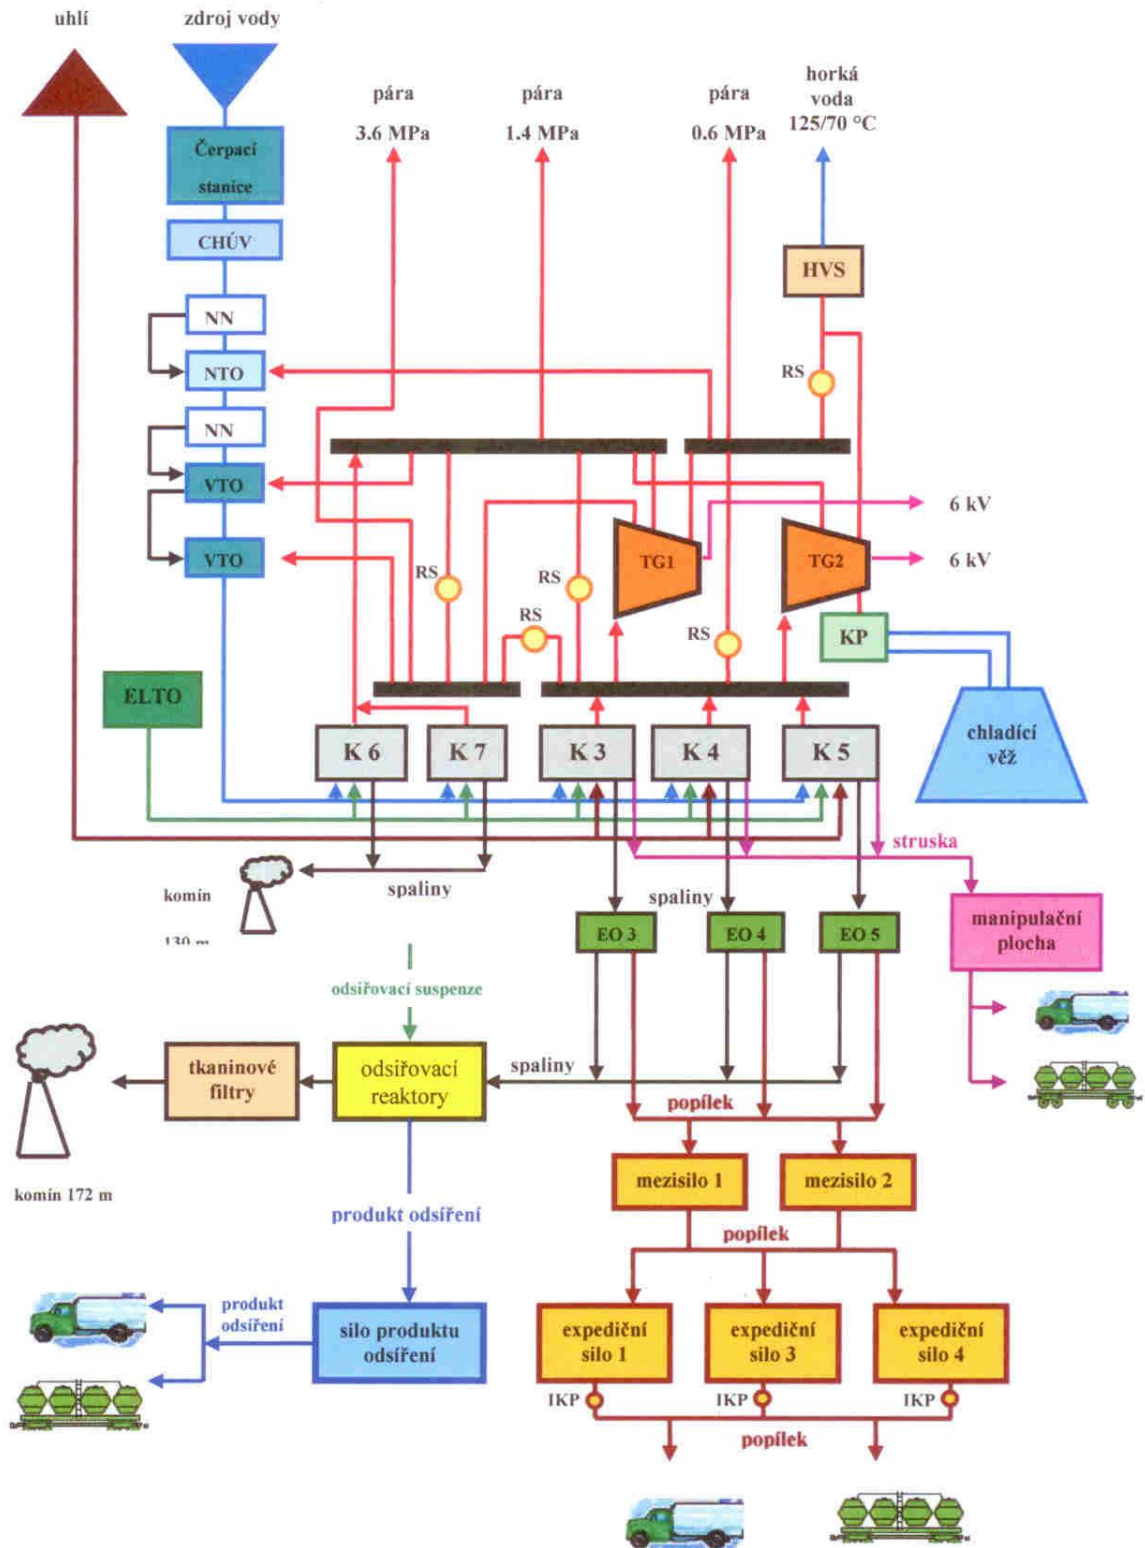 uhlí
zdroj vody
pára
3.6 MPa
pára
1.4 MPa
pára
0.6 MPa
horká
voda
125/70 °C
Čerpací
stanice
CHÚV
HVS
NN
NTO
RS
NN
VTO
6 kV
VTO
TG1
TG2
6 kV
RS
RS
RS
RS
KP
ELTO
K 6
K 7
K 3
K 4
K 5
chladící
věž
struska
spaliny
spaliny
komín
130 m
EO 3
EO 4
EO 5
manipulační
plocha
odsiřovací suspenze
tkaninové
filtry
odsiřovací
reaktory
spaliny
popílek
komín 172 m
mezisilo 1
mezisilo 2
produkt odsíření
popílek
produkt
odsíření
silo produktu
odsíření
expediční
silo 1
expediční
silo 3
expediční
silo 4
IKP
IKP
IKP
popílek